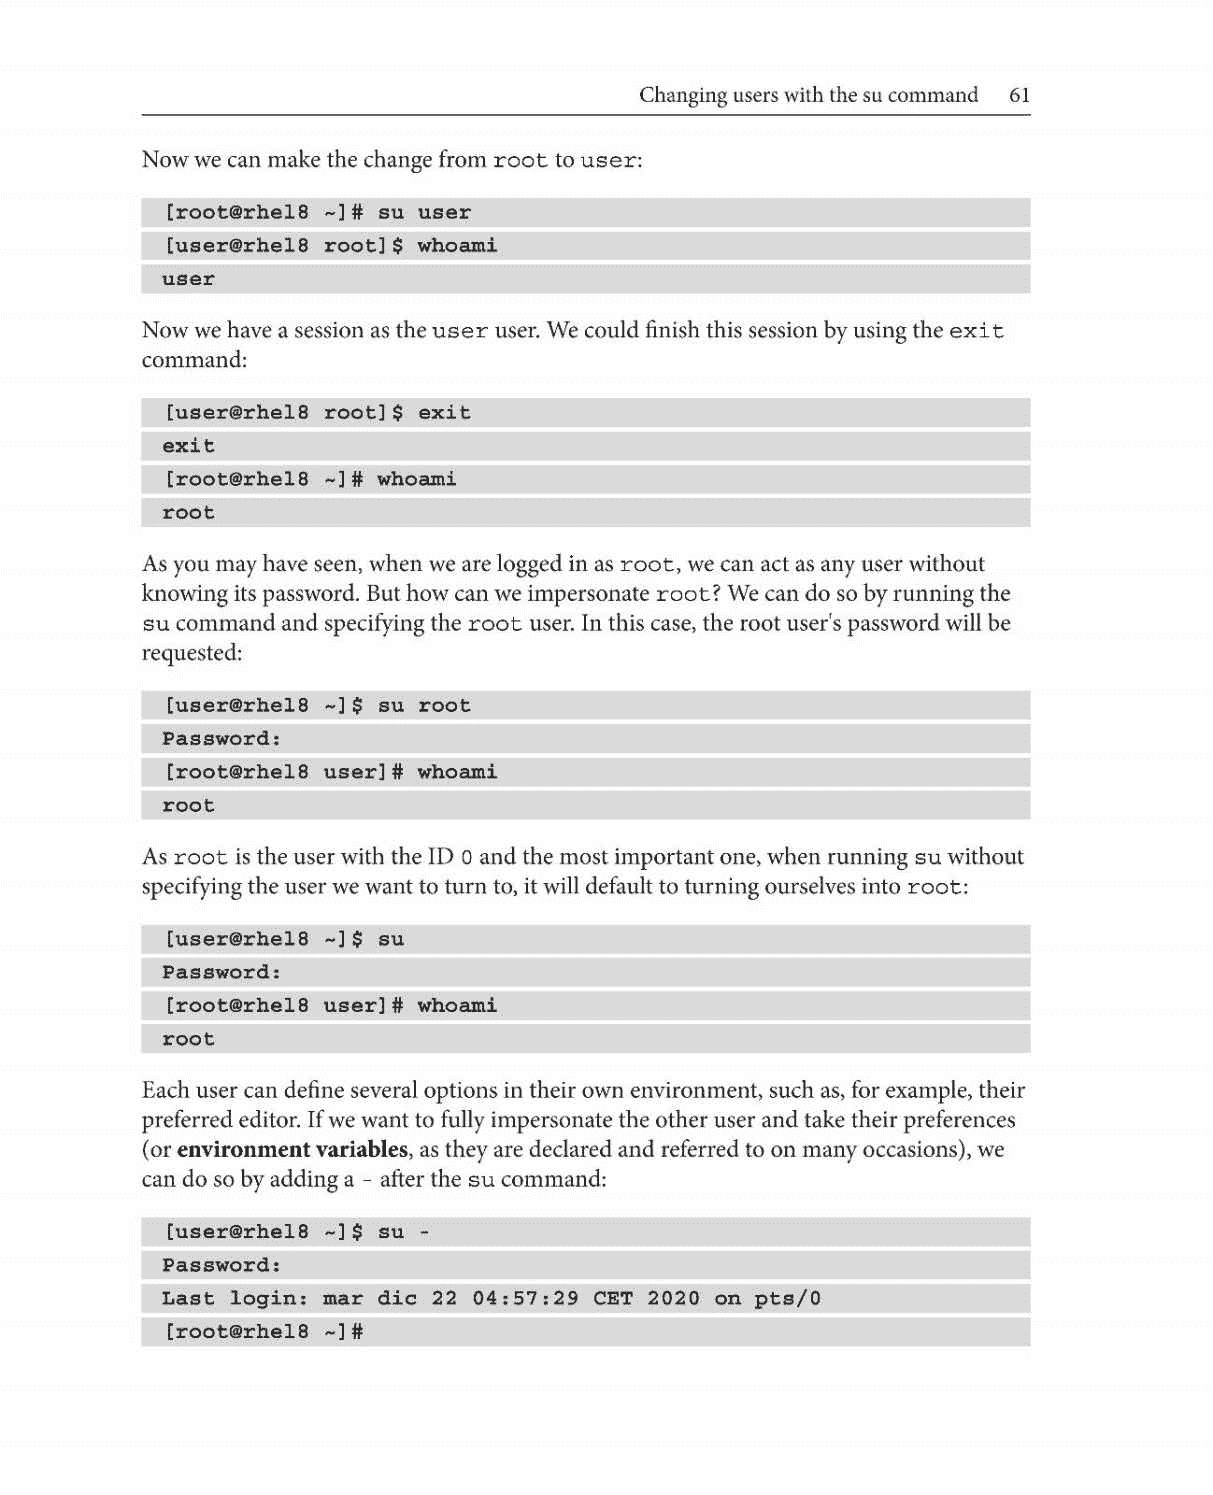 Changing users with the su command 61
Now we can make the change from root to user:
[root@rhel8 ~]# su user
[user@rhel8 root]$ whoami
user
Now we have a session as the user user. We could finish this session by using the exit
command:
[user@rhel8 root]$ exit
exit
[root@rhel8 ~]# whoami
root
As you may have seen, when we are logged in as root, we can act as any user without
knowing its password. But how can we impersonate root? We can do so by running the
su command and specifying the root user. In this case, the root user's password will be
requested:
[user@rhel8 ~]$ su root
Password:
[root@rhel8 user]# whoami
root
As root is the user with the ID 0 and the most important one, when running su without
specifying the user we want to turn to, it will default to turning ourselves into root:
[user@rhel8 ~]$ su
Password:
[root@rhel8 user]# whoami
root
Each user can define several options in their own environment, such as, for example, their
preferred editor. If we want to fully impersonate the other user and take their preferences
(or environment variables, as they are declared and referred to on many occasions), we
can do so by adding a - after the su command:
[user@rhel8 ~]$ su -
Password:
Last login: mar dic 22 04:57:29 CET 2020 on pts/0
[root@rhel8 ~]#